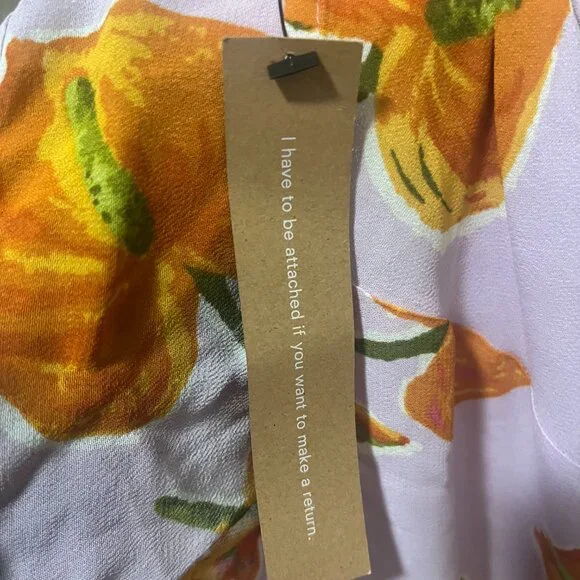 I have to be attached if you want to make a return.